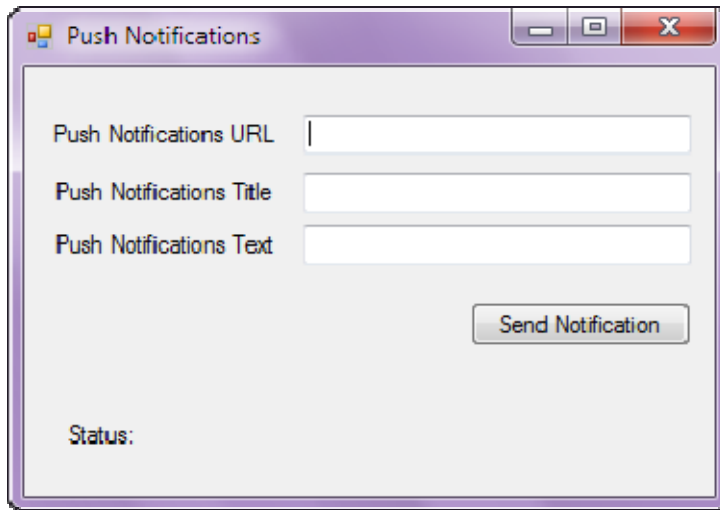 Push Notifications
Push Notifications URL
Push Notifications Title
Push Notifications Text
Send Notification
Status: